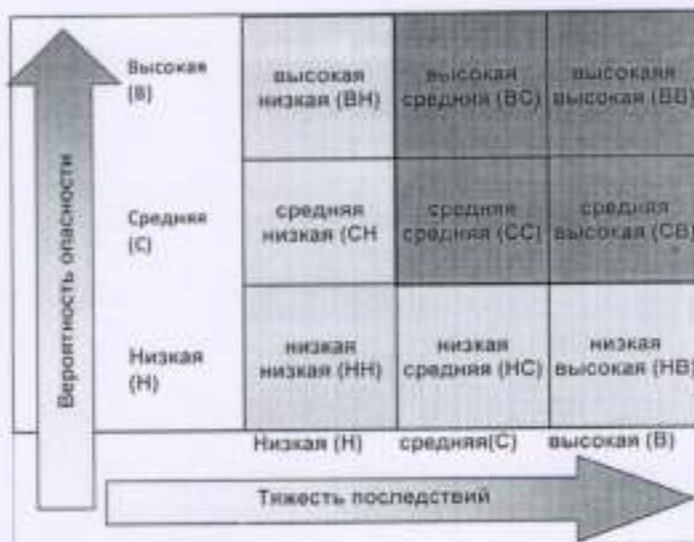 Вероятность опасности
Высокая
(В)
высокая
низкая (ВН)
высокая
средняя (ВС)
высокаяя
высокая (ВВ)
Средняя
(С)
средняя
низкая (СН
средняя
средняя (СС)
средняя
высокая (СВ)
Низкая
(Н)
низкая
низкая (НН)
низкая
средняя (НС)
низкая
высокая (НВ)
Низкая (Н)
средняя(С)
высокая (В)
Тяжесть последствий